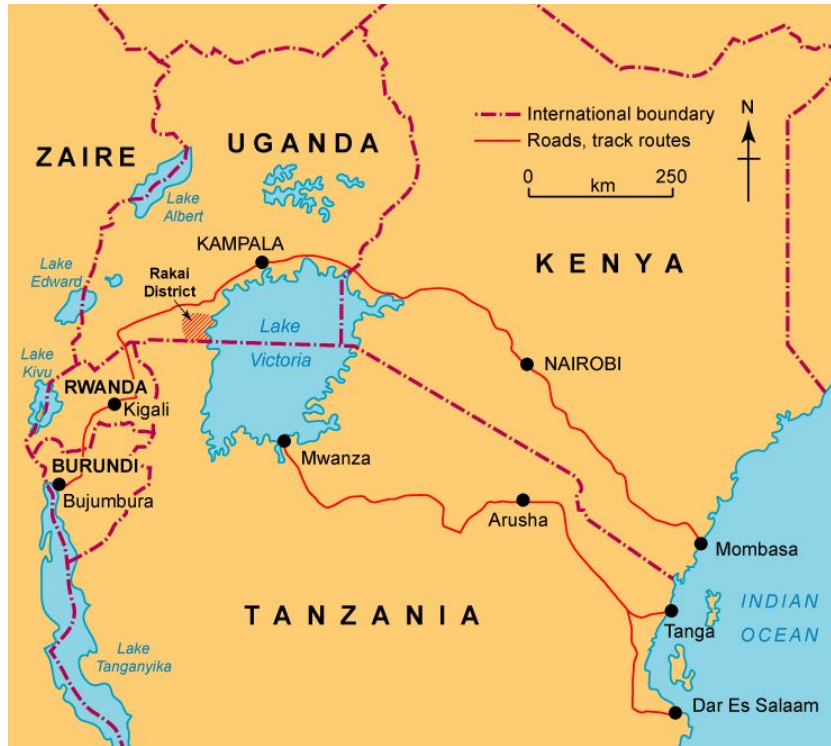 International boundary
Roads, track routes
N
0
250
km
ZAIRE
UGANDA
Lake
Albert
KAMPALA
KENYA
Lake
Edward
Rakai
District
Lake
Victoria
Lake
Kivu
NAIROBI
RWANDA
Kigali
Mwanza
BURUNDI
Bujumbura
Arusha
Mombasa
TANZANIA
INDIAN
OCEAN
Tanga
Lake
Tanganyika
Dar Es Salaam